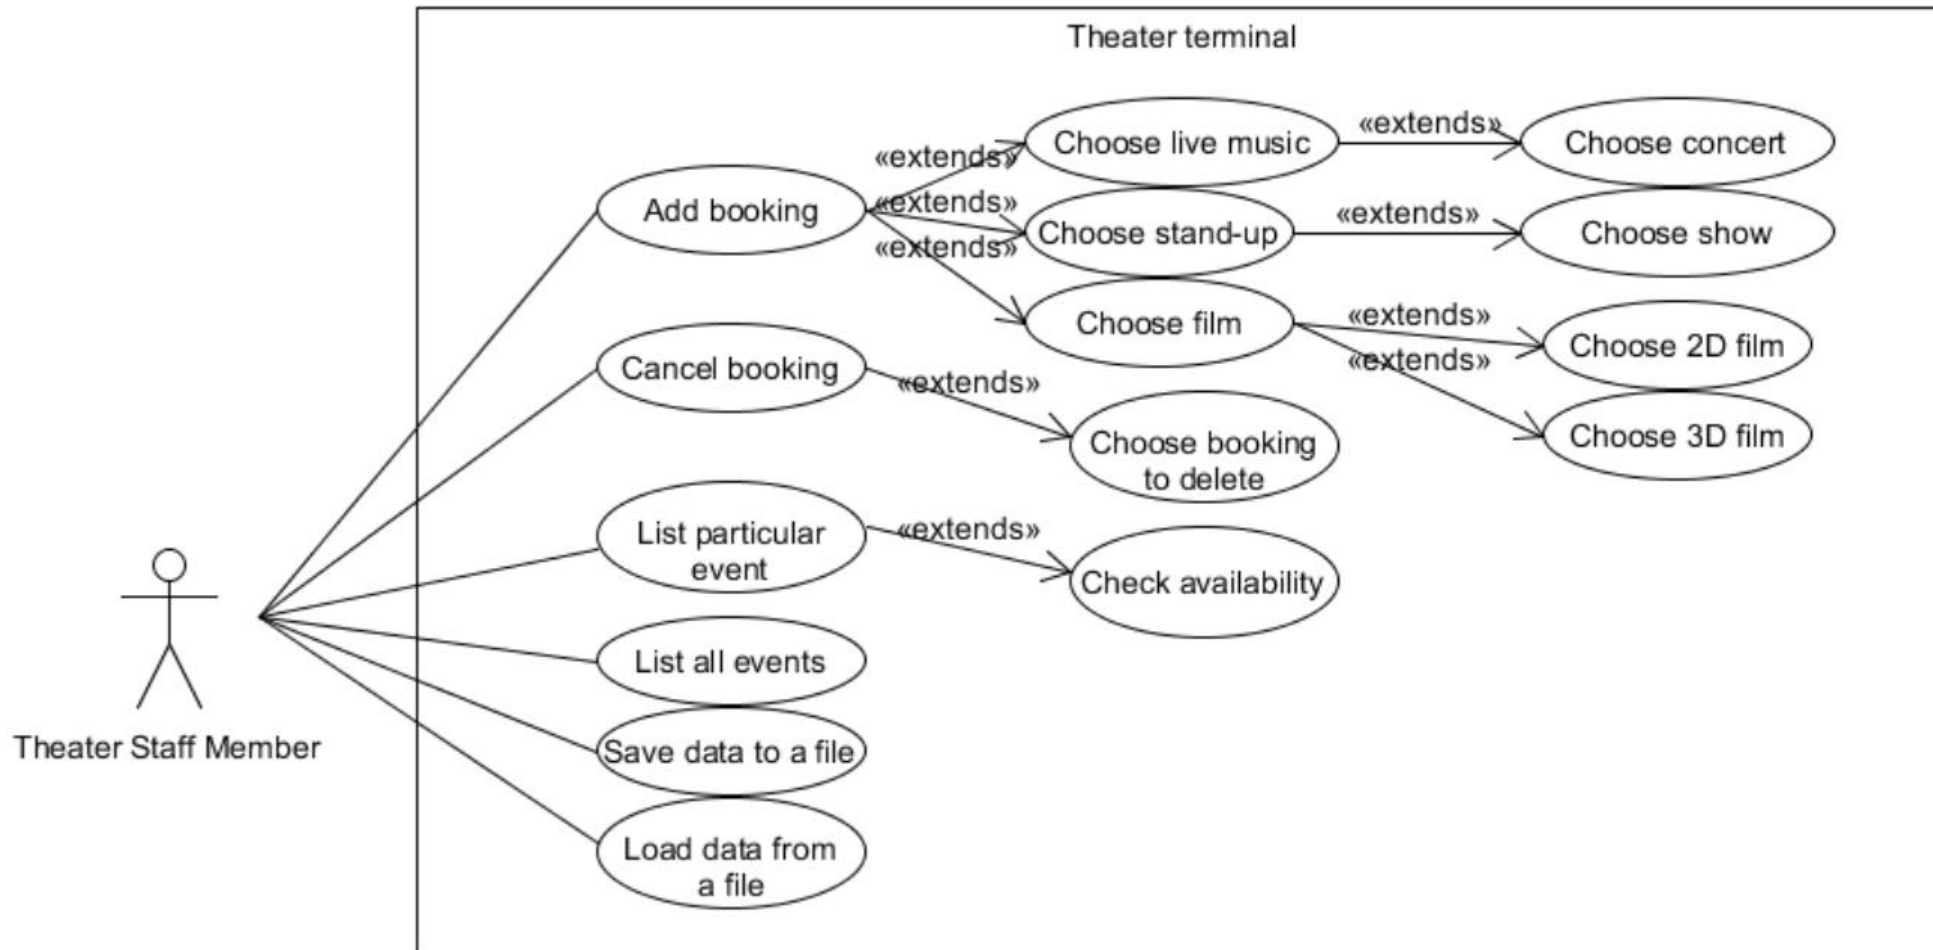 Theater terminal
«extends»
Choose live music
«extends»
Choose concert
Add booking
«extends»
Choose stand-up
«extends»
Choose show
«extends»
Choose film
«extends»
Choose 2D film
«extends»
Choose 3D film
Cancel booking
«extends»
Choose booking
to delete
List particular
event
«extends»
Check availability
List all events
Save data to a file
Load data from
a file
Theater Staff Member